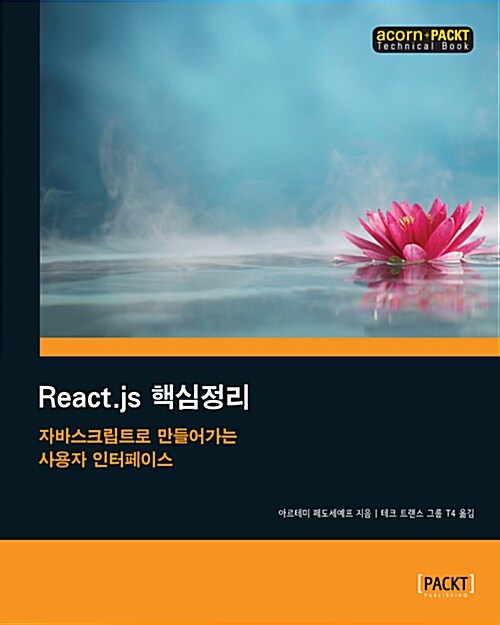 acorn+PACKT
Technical Book
React.js 핵심정리
자바스크립트로 만들어가는
사용자 인터페이스
아르테미 페도세예프 지음 | 테크 트랜스 그룹 T4 옮김
[PACKT]
PUBLISHING